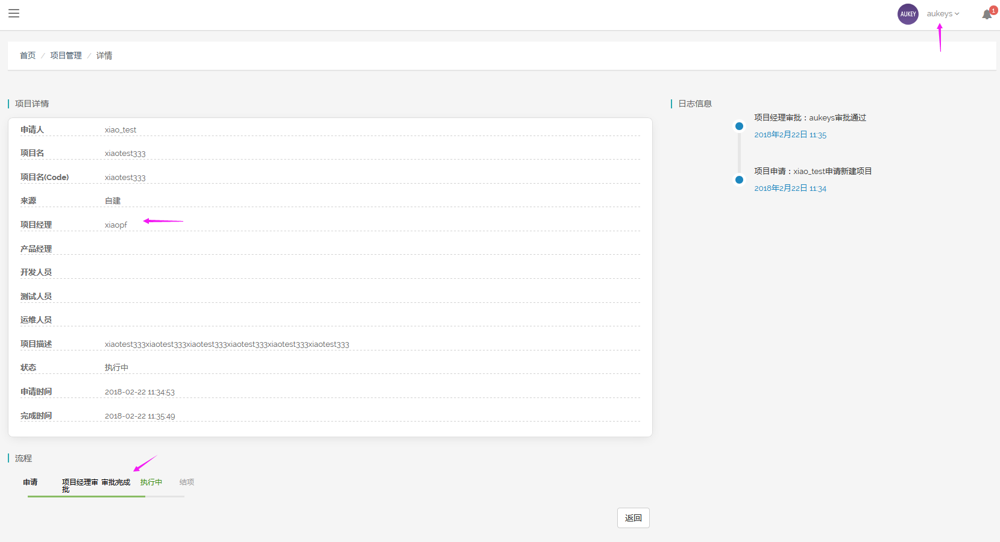 AUKEY aukeys 1
首页 / 项目管理 / 详情
项目详情
申请人 xiao_test
项目名 xiaotest333
项目名(Code) xiaotest333
来源 自建
项目经理 xiaopf
产品经理
开发人员
测试人员
运维人员
项目描述 xiaotest333xiaotest333xiaotest333xiaotest333xiaotest333xiaotest333
状态 执行中
申请时间 2018-02-22 11:34:53
完成时间 2018-02-22 11:35:49
日志信息
项目经理审批：aukeys审批通过
2018年2月22日 11:35
项目申请：xiao_test申请新建项目
2018年2月22日 11:34
流程
申请 项目经理审 审批完成 执行中 结项
批
返回